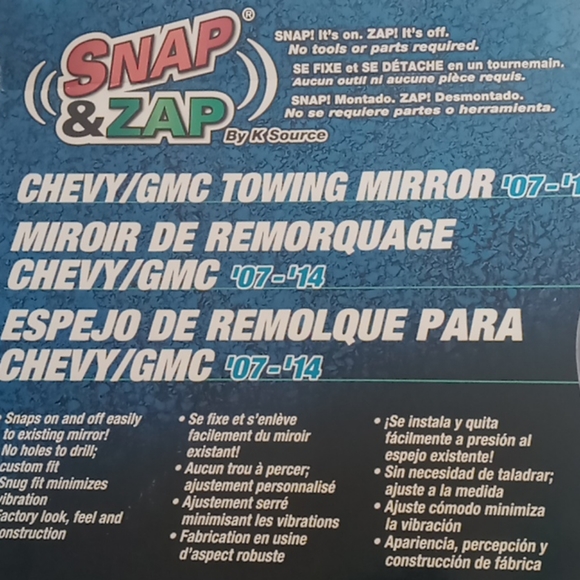 SNAP® 
&ZAP
By K Source
SNAP! It's on. ZAP! It's off.
No tools or parts required.
SE FIXE et SE DÉTACHE en un tournemain.
Aucun outil ni aucune pièce requis.
SNAP! Montado. ZAP! Desmontado.
No se requiere partes o herramienta.
CHEVY/GMC TOWING MIRROR '07-'1
MIROIR DE REMORQUAGE
CHEVY/GMC '07-'14
ESPEJO DE REMOLQUE PARA
CHEVY/GMC '07-'14
Snaps on and off easily
to existing mirror!
No holes to drill;
custom fit
Snug fit minimizes
vibration
Factory look, feel and
onstruction
• Se fixe et s'enlève
facilement du miroir
existant!
• Aucun trou à percer;
ajustement personnalisé
• Ajustement serré
minimisant les vibrations
• Fabrication en usine
d'aspect robuste
• ¡Se instala y quita
fácilmente a presión al
espejo existente!
• Sin necesidad de taladrar;
ajuste a la medida
• Ajuste cómodo minimiza
la vibración
• Apariencia, percepción y
construcción de fábrica